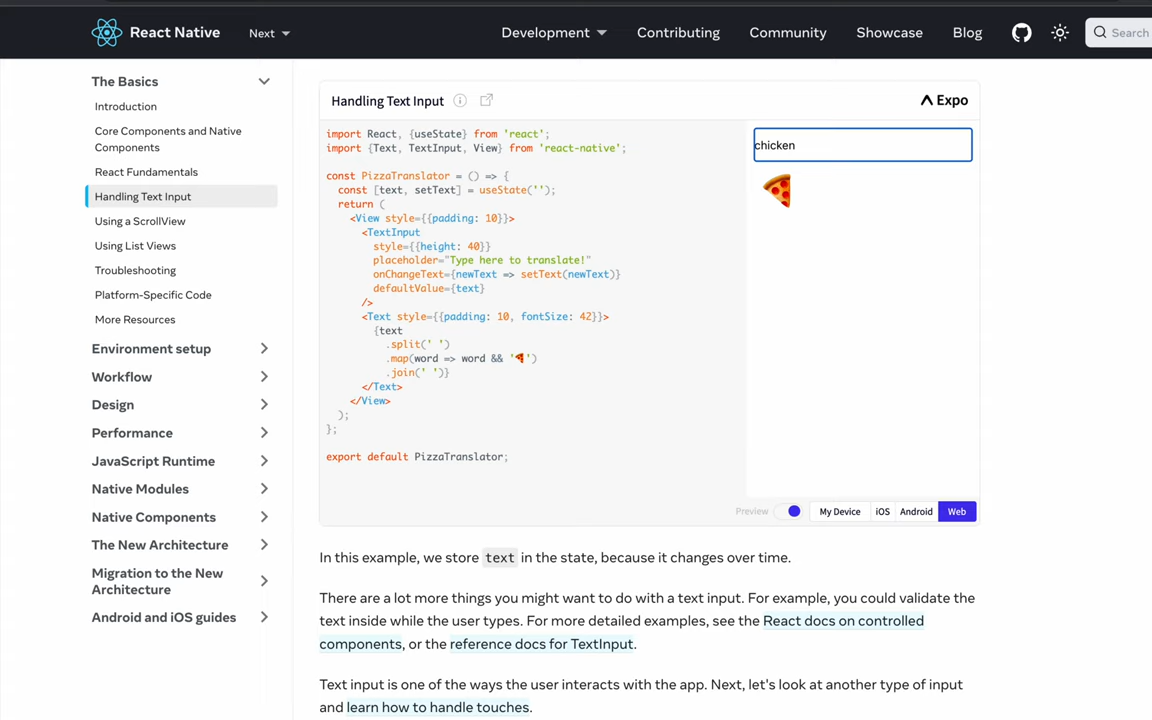 React Native
Next
Development
Contributing
Community
Showcase
Blog
Search
The Basics
Introduction
Core Components and Native
Components
React Fundamentals
Handling Text Input
Using a ScrollView
Using List Views
Troubleshooting
Platform-Specific Code
More Resources
Environment setup
Workflow
Design
Performance
JavaScript Runtime
Native Modules
Native Components
The New Architecture
Migration to the New
Architecture
Android and iOS guides
Handling Text Input
Expo
import React, {useState} from 'react';
import {Text, TextInput, View} from 'react-native';
const PizzaTranslator = () => {
const [text, setText] = useState('');
return (
<View style={{padding: 10}}>
<TextInput
style={{height: 40}}
placeholder="Type here to translate!"
onChangeText={newText => setText(newText)}
defaultValue={text}
/>
<Text style={{padding: 10, fontSize: 42}}>
{text
.split(' ')
.map(word => word && '🍕')
.join(' ')}
</Text>
</View>
);
};
export default PizzaTranslator;
chicken
🍕
Preview
My Device
iOS
Android
Web
In this example, we store text in the state, because it changes over time.
There are a lot more things you might want to do with a text input. For example, you could validate the
text inside while the user types. For more detailed examples, see the React docs on controlled
components, or the reference docs for TextInput.
Text input is one of the ways the user interacts with the app. Next, let's look at another type of input
and learn how to handle touches.